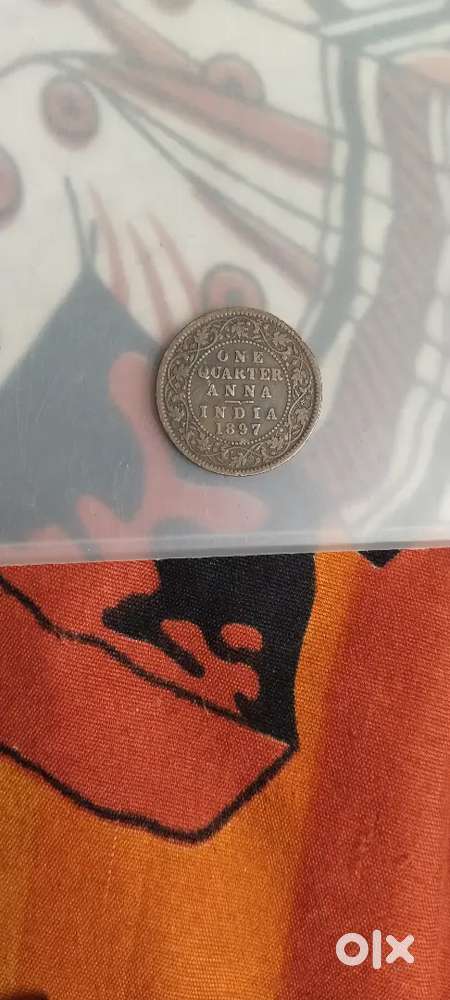 ONE
QUARTER
ANNA
INDIA
1897
olx